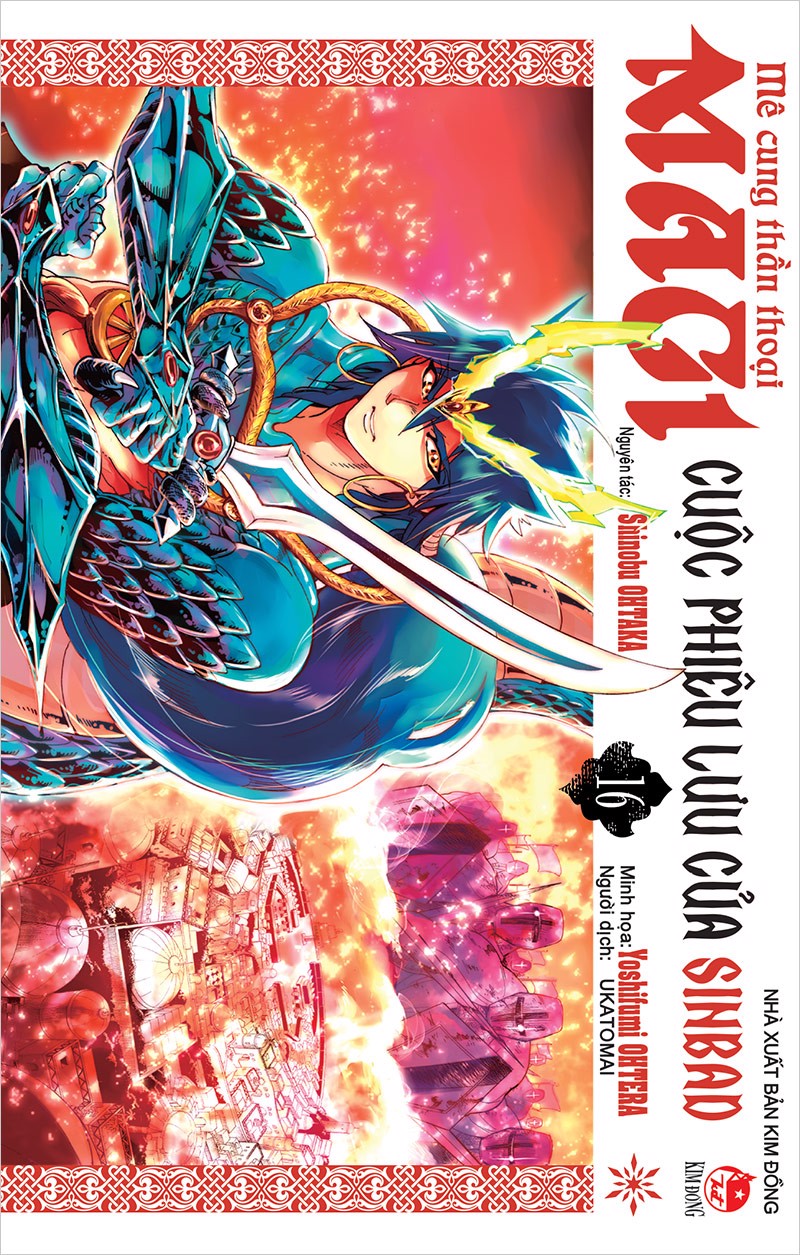 Mê cung thần thoại
MAGI
CUỘC PHIÊU LƯU CỦA SINBAD
Nguyên tác: Shinobu OHTAKA
16
Minh họa: Yoshifumi OHTERA
Người dịch: UKATOMAI
NHÀ XUẤT BẢN KIM ĐỒNG
KIM ĐỒNG